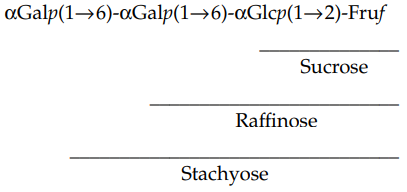 αGalp(1→6)-αGalp(1→6)-αGlcp(1→2)-Fruf
Sucrose
Raffinose
Stachyose